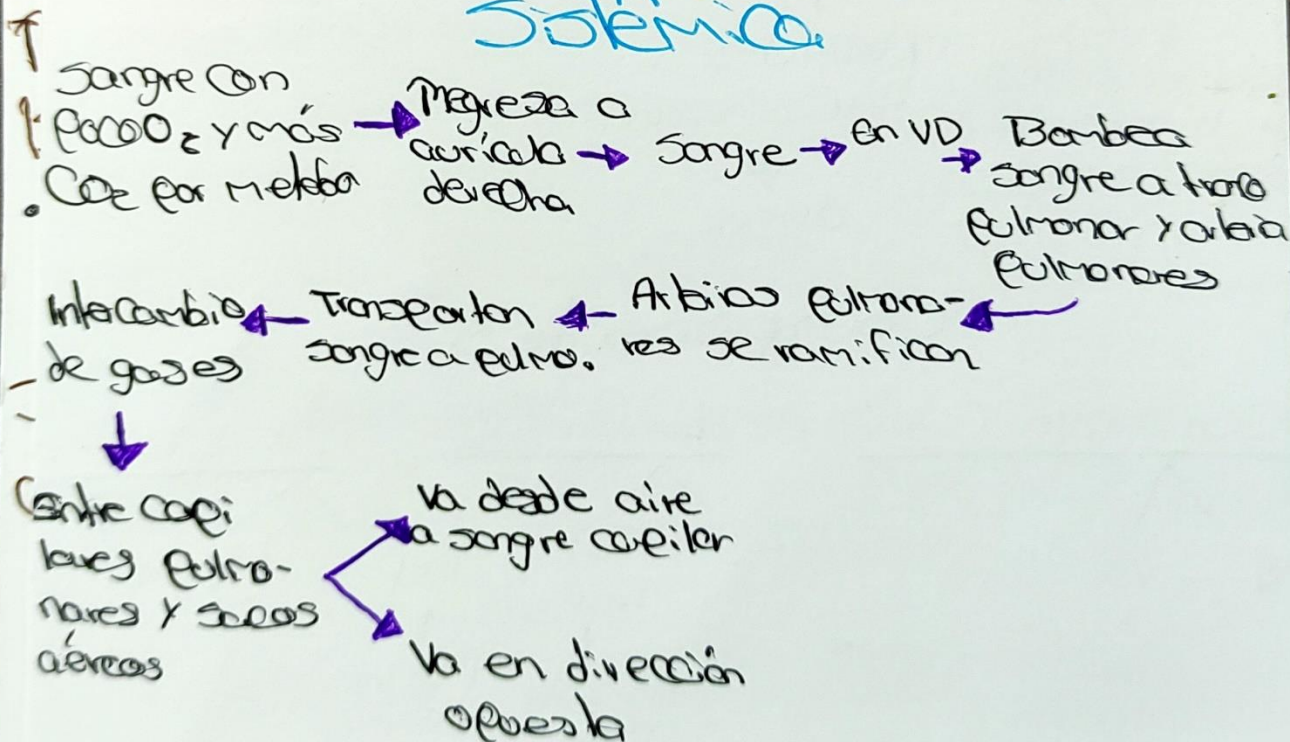 Sistémica
Sangre con
poco O₂ y más
CO₂ por metabo
Regresa a
aurícula
derecha
Sangre
en VD
Bombea
sangre a tronco
pulmonar y arteria
pulmonares
Arterias pulmona-
res se ramifican
Transportan
sangre a pulmo.
Intercambio
de gases
Entre capi
lares pulmo-
nares y sacos
aéreos
Va desde aire
a sangre capilar
Va en dirección
opuesta